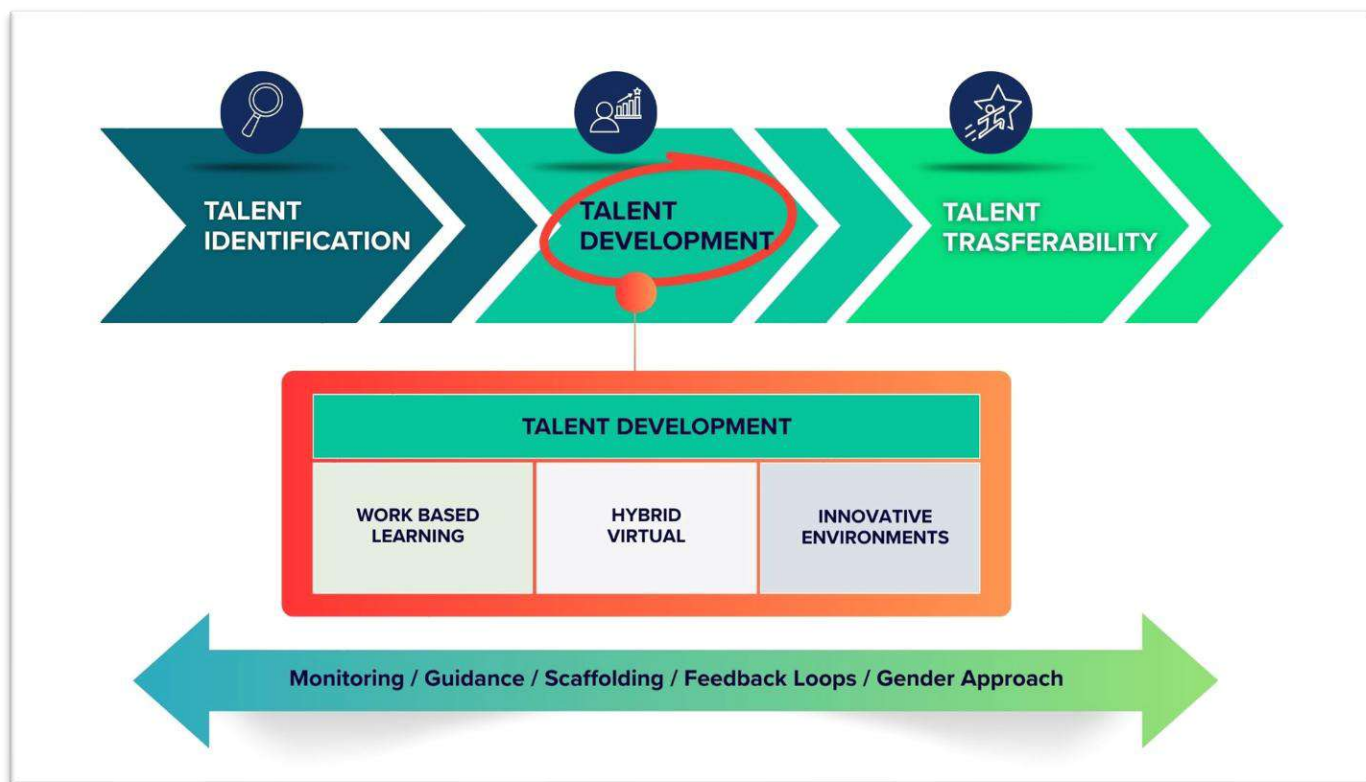 TALENT
IDENTIFICATION
TALENT
DEVELOPMENT
TALENT
TRASFERABILITY
TALENT DEVELOPMENT
WORK BASED
LEARNING
HYBRID
VIRTUAL
INNOVATIVE
ENVIRONMENTS
Monitoring / Guidance / Scaffolding / Feedback Loops / Gender Approach